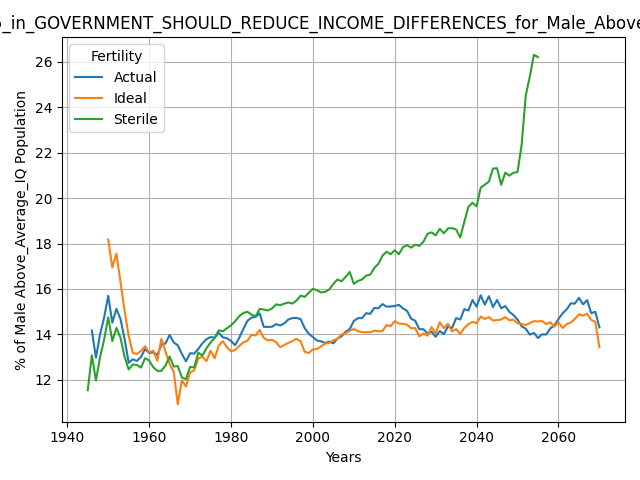 _in_GOVERNMENT_SHOULD_REDUCE_INCOME_DIFFERENCES_for_Male_Above
Fertility
Actual
Ideal
Sterile
% of Male Above_Average_IQ Population
26
24
22
20
18
16
14
12
1940 1960 1980 2000 2020 2040 2060
Years